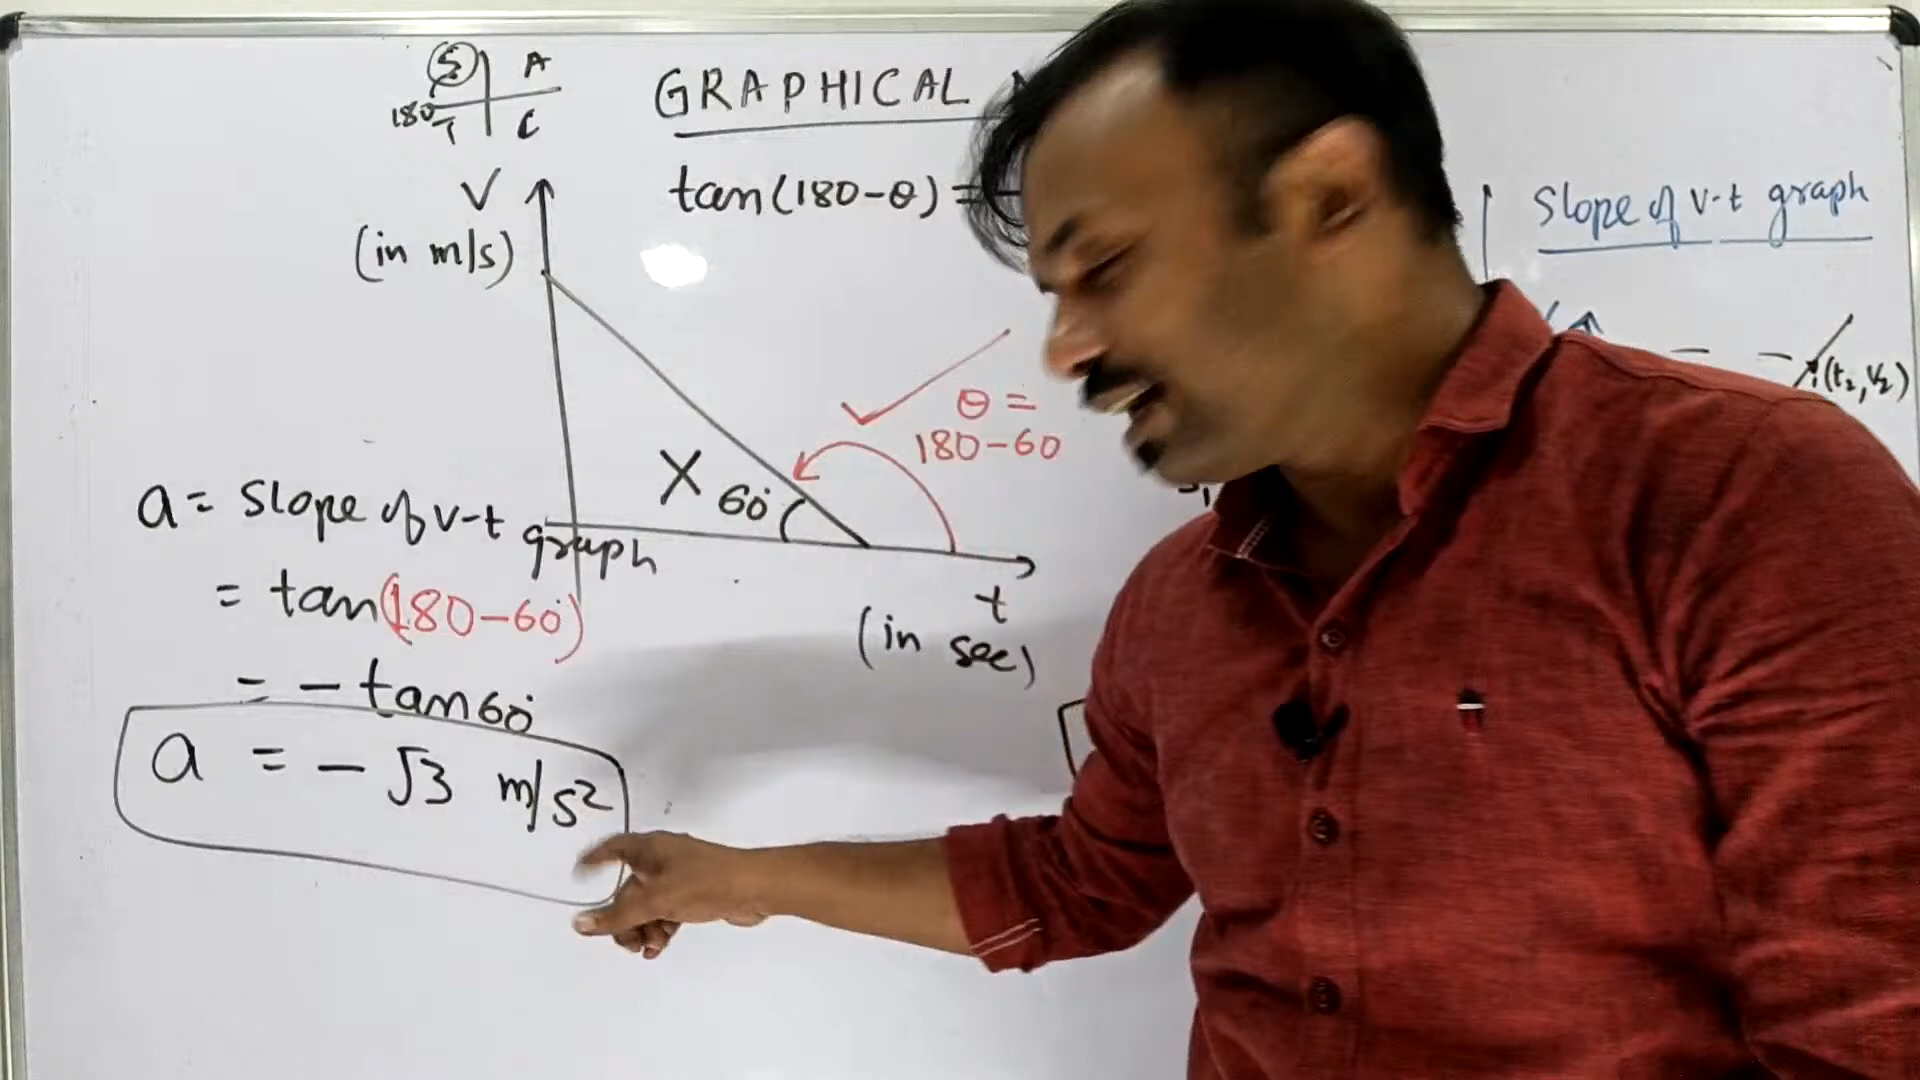 S A
180 T C
GRAPHICAL
tan(180-θ) =
V
(in m/s)
X 60°
θ =
180-60
t
(in sec)
a = slope of v-t graph
= tan(180-60°)
= - tan60°
a = - √3 m/s²
Slope of v-t graph
(t₂,v₂)